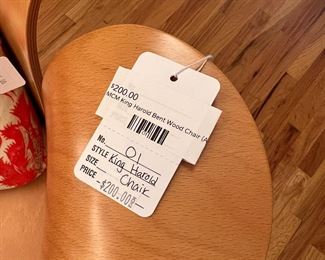 $200.00
MCM King Harold Bent Wood Chair (A
No. 01
STYLE King Harold
SIZE Chair
PRICE $200.00